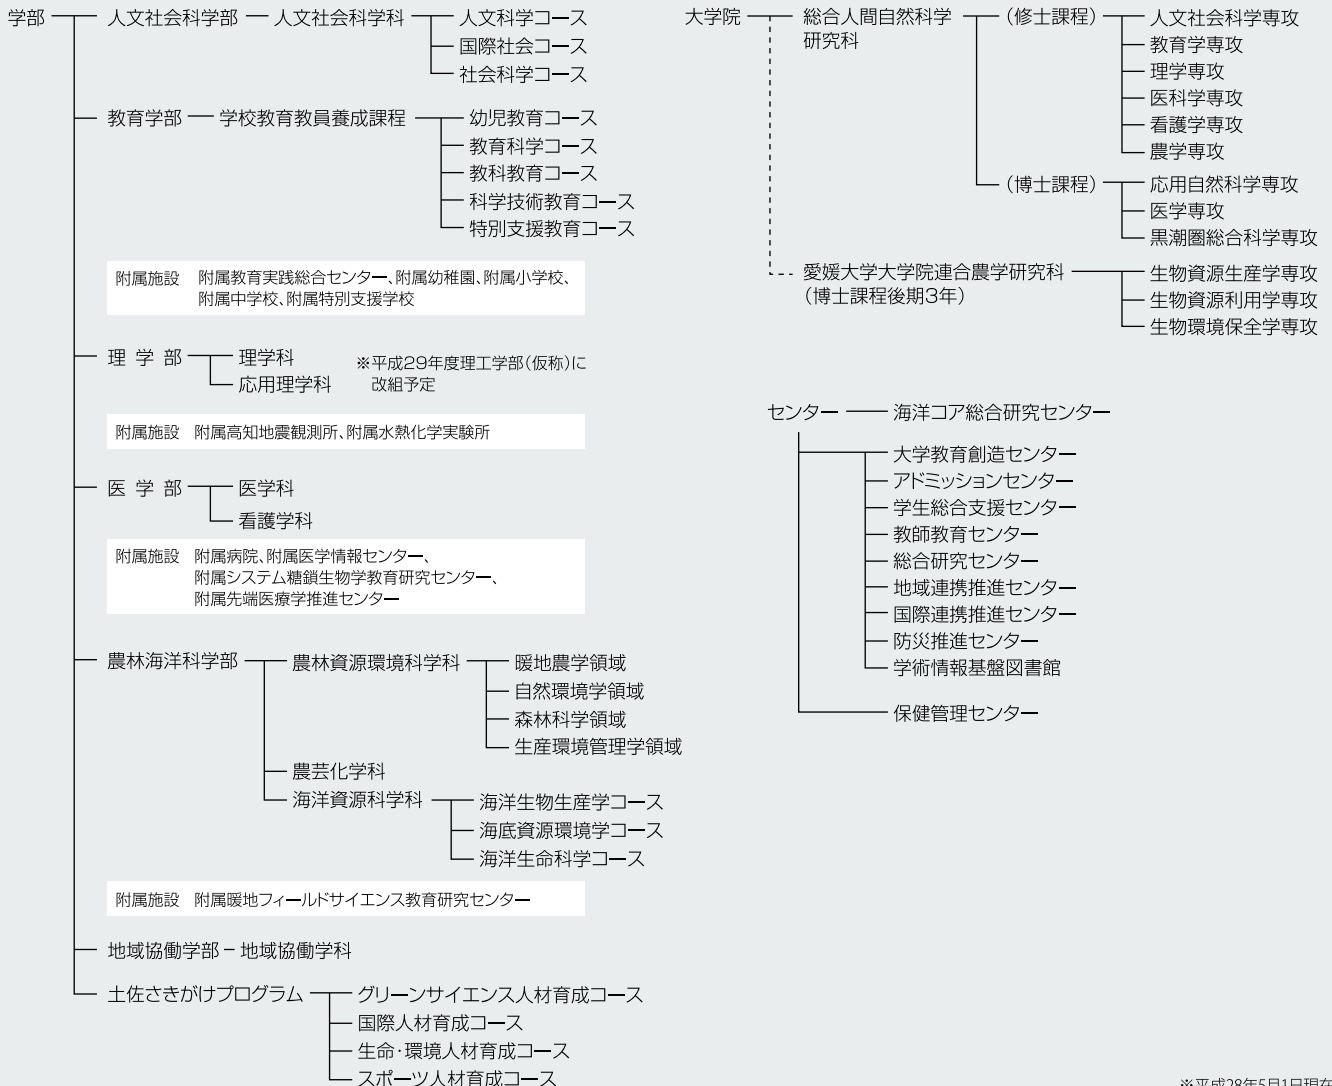 学部
人文社会科学部
人文社会科学科
人文科学コース
国際社会コース
社会科学コース
教育学部
学校教育教員養成課程
幼児教育コース
教育科学コース
教科教育コース
科学技術教育コース
特別支援教育コース
附属施設 附属教育実践総合センター、附属幼稚園、附属小学校、
附属中学校、附属特別支援学校
理学部
理学科
応用理学科
※平成29年度理工学部(仮称)に
改組予定
附属施設 附属高知地震観測所、附属水熱化学実験所
医学部
医学科
看護学科
附属施設 附属病院、附属医学情報センター、
附属システム糖鎖生物学教育研究センター、
附属先端医療学推進センター
農林海洋科学部
農林資源環境科学科
暖地農学領域
自然環境学領域
森林科学領域
生産環境管理学領域
農芸化学科
海洋資源科学科
海洋生物生産学コース
海底資源環境学コース
海洋生命科学コース
附属施設 附属暖地フィールドサイエンス教育研究センター
地域協働学部
地域協働学科
土佐さきがけプログラム
グリーンサイエンス人材育成コース
国際人材育成コース
生命・環境人材育成コース
スポーツ人材育成コース
大学院
総合人間自然科学
研究科
(修士課程)
人文社会科学専攻
教育学専攻
理学専攻
医科学専攻
看護学専攻
農学専攻
(博士課程)
応用自然科学専攻
医学専攻
黒潮圏総合科学専攻
愛媛大学大学院連合農学研究科
(博士課程後期3年)
生物資源生産学専攻
生物資源利用学専攻
生物環境保全学専攻
センター
海洋コア総合研究センター
大学教育創造センター
アドミッションセンター
学生総合支援センター
教師教育センター
総合研究センター
地域連携推進センター
国際連携推進センター
防災推進センター
学術情報基盤図書館
保健管理センター
※平成28年5月1日現在